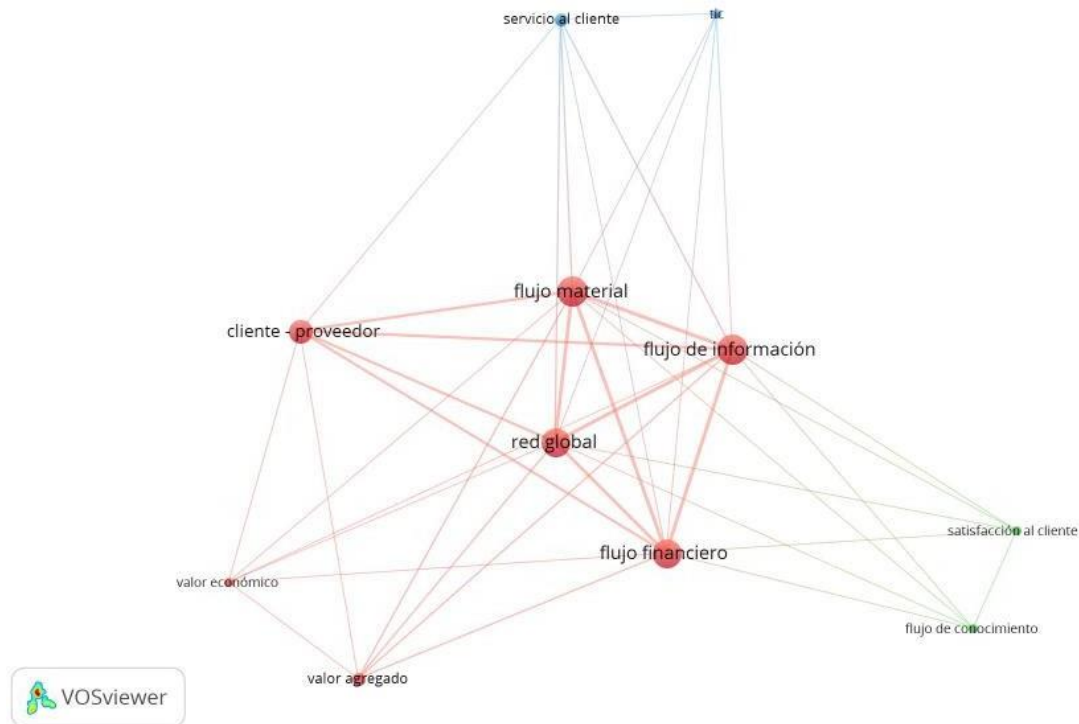 servicio al cliente
tic
flujo material
cliente - proveedor
flujo de información
red global
satisfacción al cliente
flujo financiero
valor económico
flujo de conocimiento
valor agregado
VOSviewer